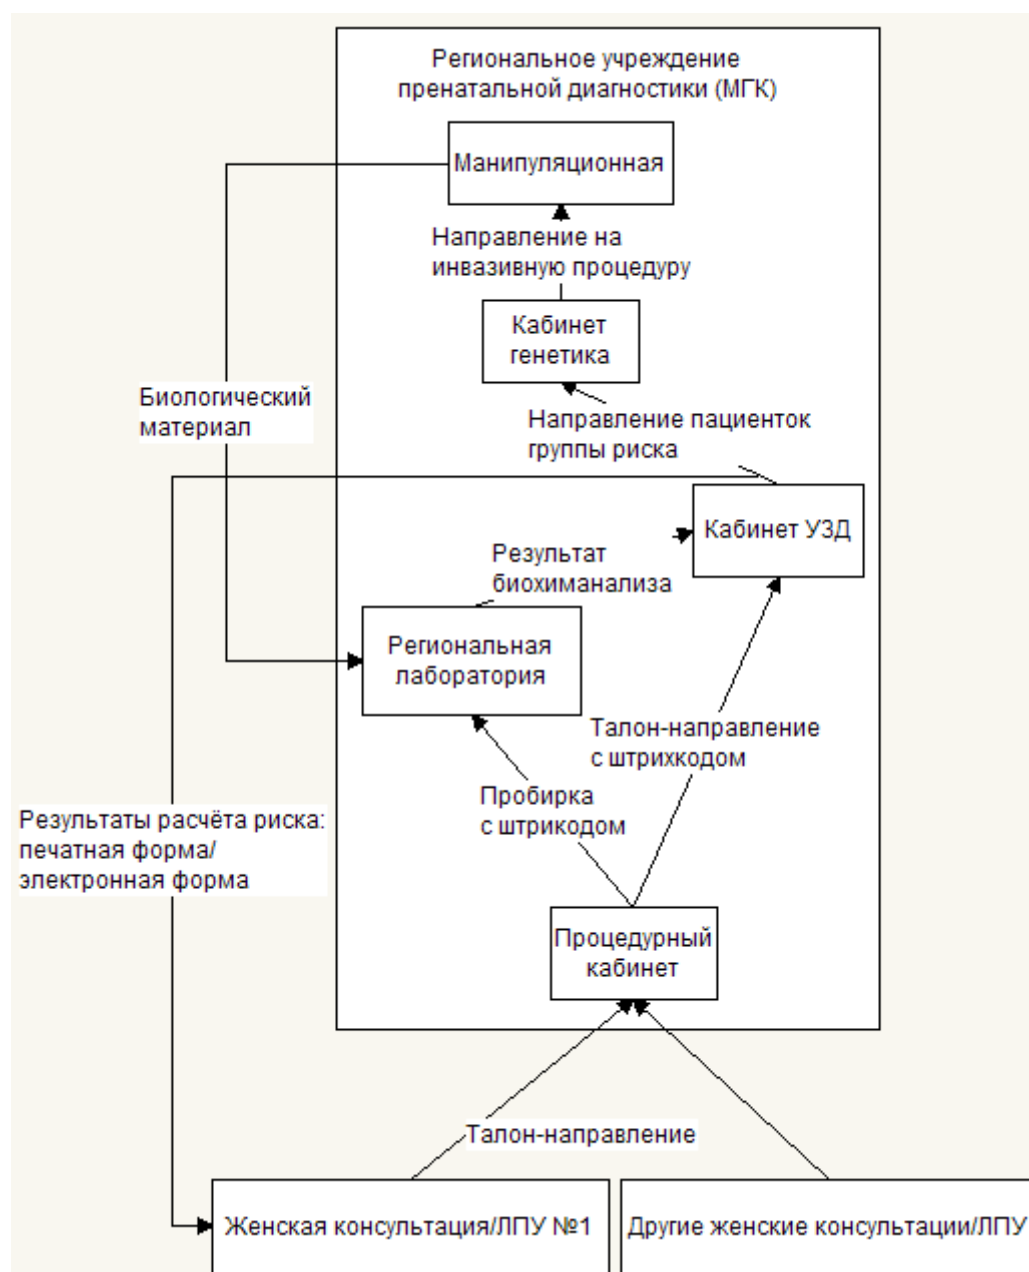 Региональное учреждение
пренатальной диагностики (МГК)
Манипуляционная
Направление на
инвазивную процедуру
Кабинет
генетика
Биологический
материал
Направление пациенток
группы риска
Кабинет УЗД
Результат
биохиманализа
Региональная
лаборатория
Талон-направление
с штрихкодом
Пробирка
с штрикодом
Результаты расчёта риска:
печатная форма/
электронная форма
Процедурный
кабинет
Талон-направление
Женская консультация/ЛПУ №1
Другие женские консультации/ЛПУ